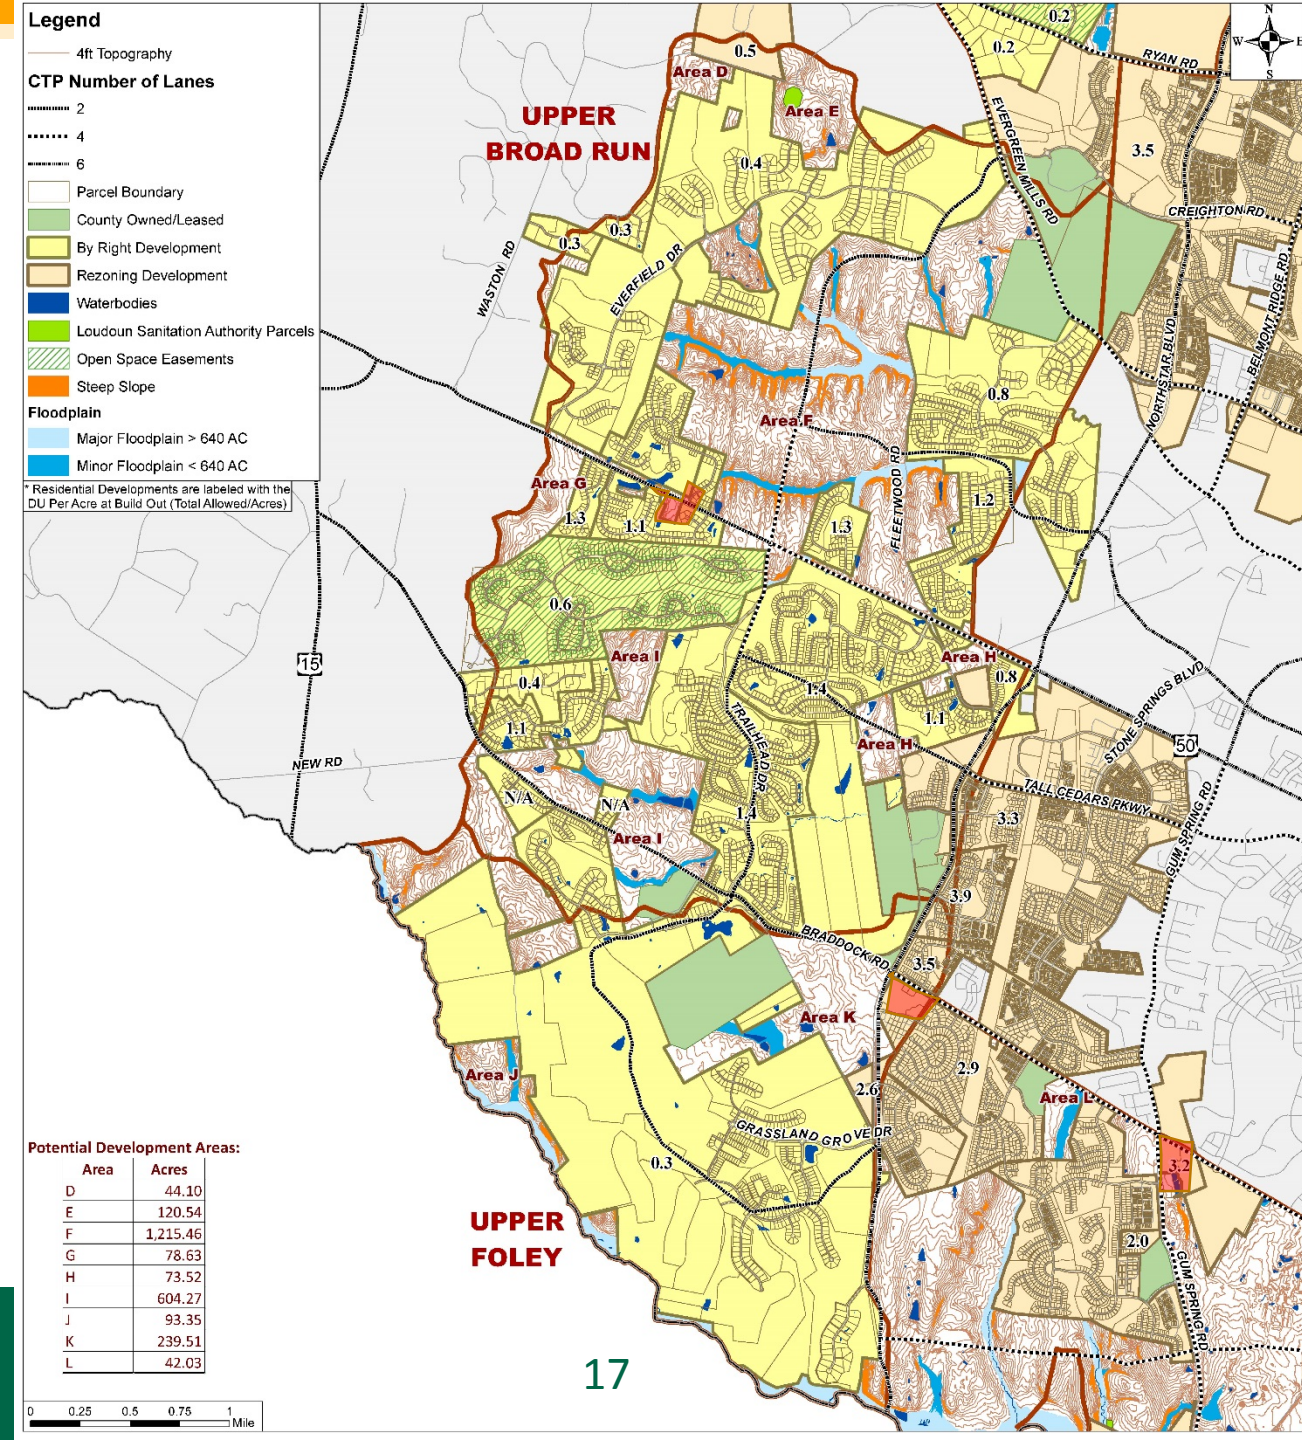 Legend
4ft Topography
CTP Number of Lanes
2
4
6
Parcel Boundary
County Owned/Leased
By Right Development
Rezoning Development
Waterbodies
Loudoun Sanitation Authority Parcels
Open Space Easements
Steep Slope
Floodplain
Major Floodplain > 640 AC
Minor Floodplain < 640 AC
* Residential Developments are labeled with the
DU Per Acre at Build Out (Total Allowed/Acres)
N
W E
S
0.2
0.2
RYAN RD
0.5
Area D
Area E
UPPER
BROAD RUN
EVERGREEN MILLS RD
3.5
0.4
CREIGHTON RD
0.3
0.3
WASTON RD
EVERFIELD DR
BELMONT RIDGE RD
NORTHSTAR BLVD
0.8
Area F
FLEETWOOD RD
Area G
1.3
1.1
1.3
1.2
0.6
Area I
Area H
0.8
15
0.4
1.4
1.1
1.1
STONE SPRINGS BLVD
50
TRAILHEAD DR
Area H
NEW RD
N/A
N/A
1.4
TALL CEDARS PKWY
3.3
Area I
GUM SPRING RD
3.9
BRADDOCK RD
3.5
Area K
Area J
2.6
2.9
Area L
GRASSLAND GROVE DR
0.3
3.2
UPPER
FOLEY
2.0
GUM SPRING RD
Potential Development Areas:
Area Acres
D 44.10
E 120.54
F 1,215.46
G 78.63
H 73.52
I 604.27
J 93.35
K 239.51
L 42.03
17
0 0.25 0.5 0.75 1
Mile